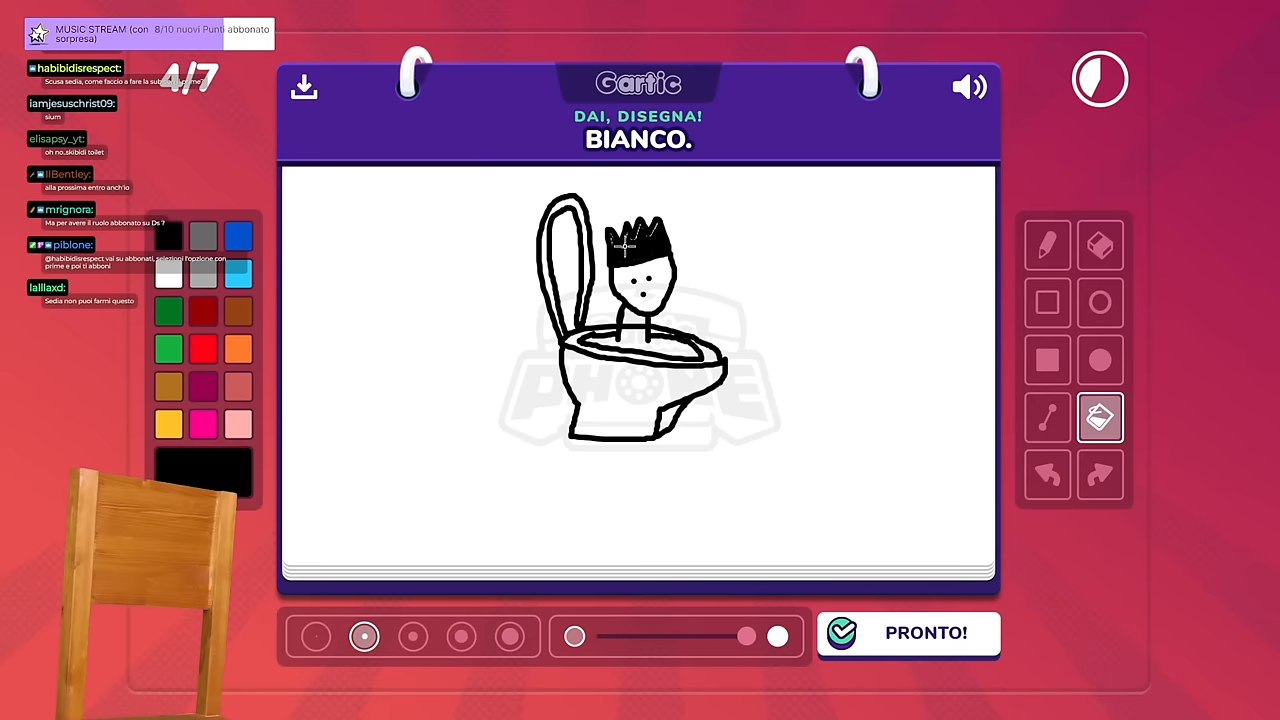 MUSIC STREAM (con 8/10 nuovi Punti abbonato
sorpresa)
habibidisrespect:
Scusa sedia, come faccio a fare la sub prime?
4/7
iamjesuschrist09:
sium
elisapsy_yt:
oh no..skibidi toilet
IlBentley:
alla prossima entro anch'io
mrignora:
Ma per avere il ruolo abbonato su Ds ?
piblone:
@habibidisrespect vai su abbonati, selezioni l'opzione con
prime e poi ti abboni
lalllaxd:
Sedia non puoi farmi questo
Gartic
DAI, DISEGNA!
BIANCO.
PHONE
PRONTO!